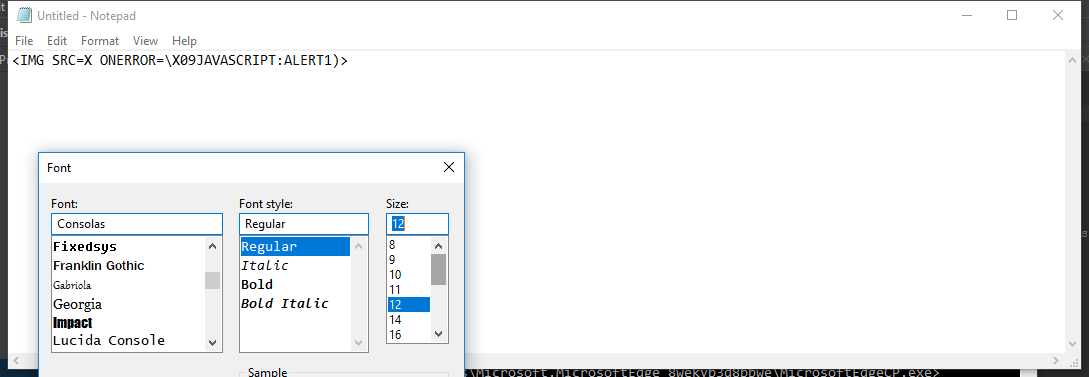 Untitled - Notepad
File Edit Format View Help
<IMG SRC=X ONERROR=\X09JAVASCRIPT:ALERT1)>
Font
Font: Font style: Size:
Consolas Regular 12
Fixedsys Regular 8
Franklin Gothic Italic 9
Gabriola Bold 10
Georgia Bold Italic 11
Impact 12
Lucida Console 14
16
Sample
\Microsoft.MicrosoftEdge_8wekyb3d8bbwe\MicrosoftEdgeCP.exe>